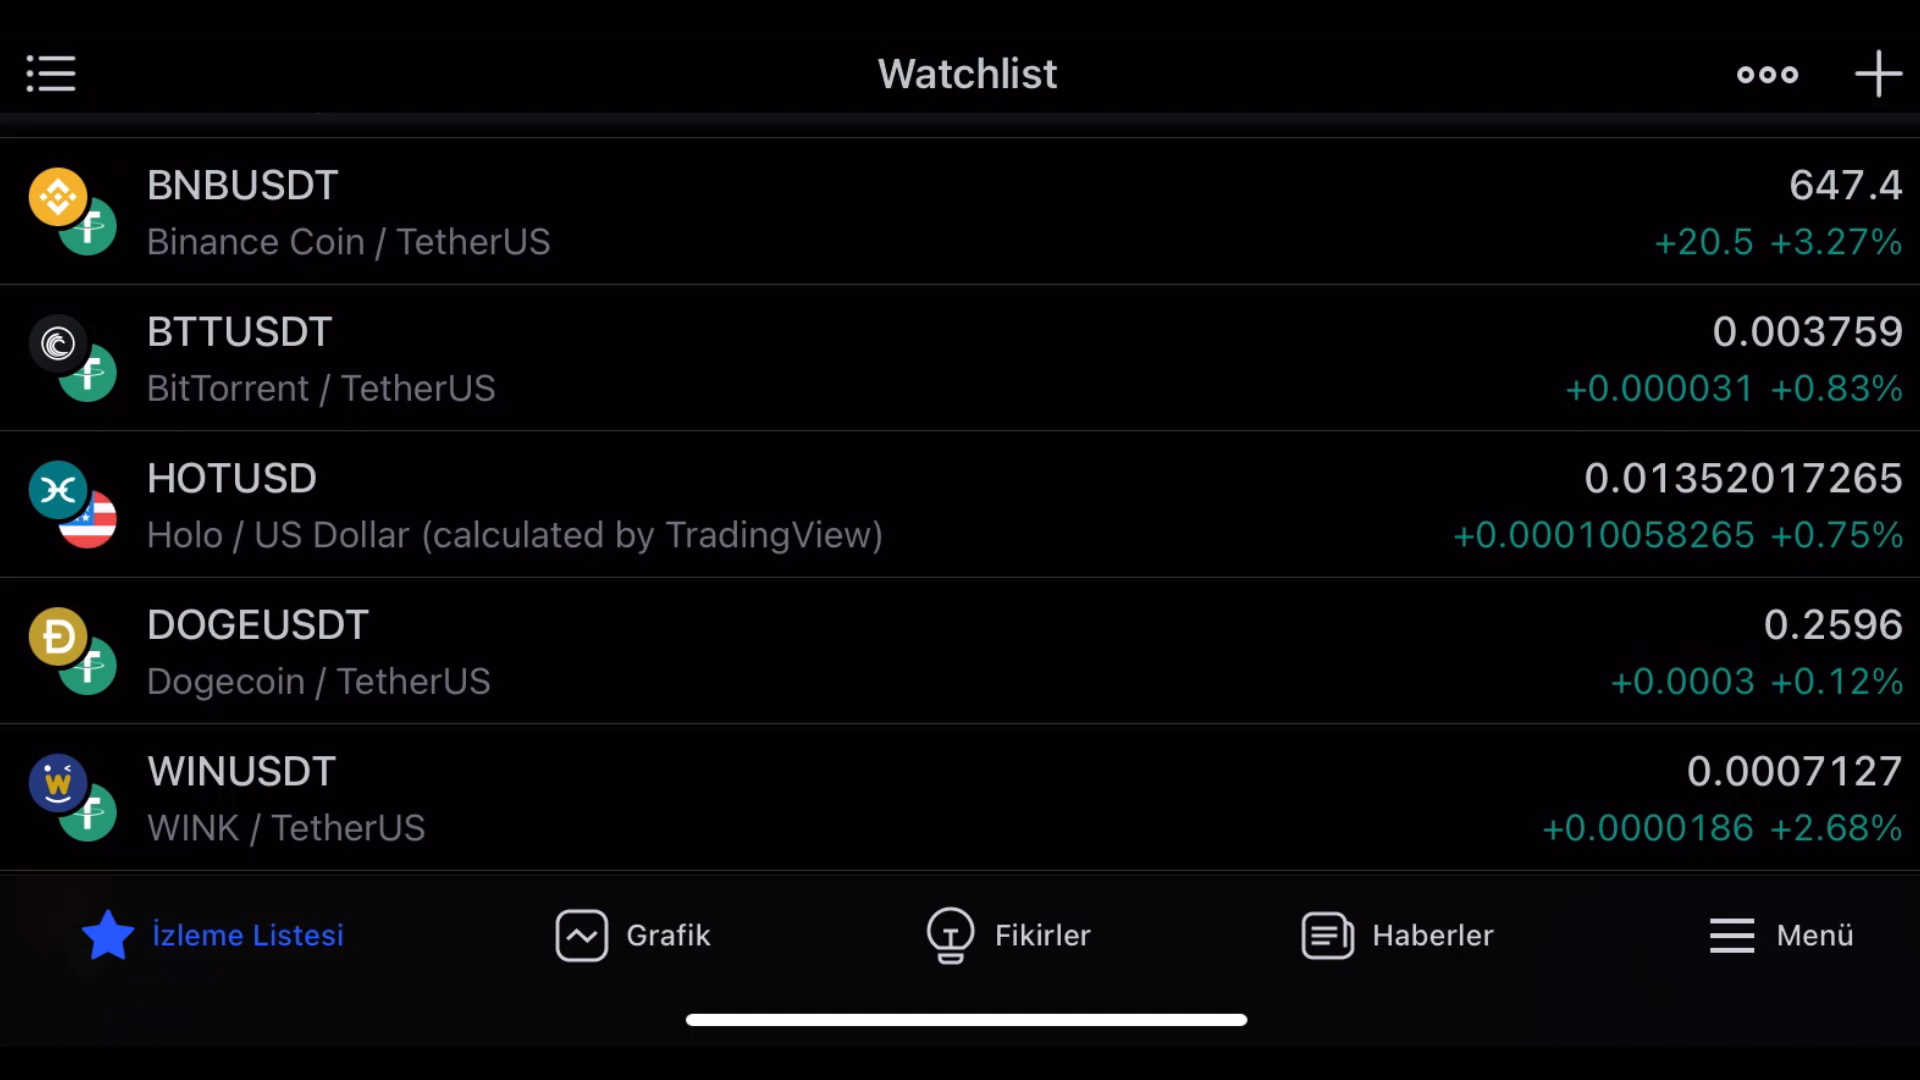 Watchlist
BNBUSDT 647.4
Binance Coin / TetherUS +20.5 +3.27%
BTTUSDT 0.003759
BitTorrent / TetherUS +0.000031 +0.83%
HOTUSD 0.01352017265
Holo / US Dollar (calculated by TradingView) +0.00010058265 +0.75%
DOGEUSDT 0.2596
Dogecoin / TetherUS +0.0003 +0.12%
WINUSDT 0.0007127
WINK / TetherUS +0.0000186 +2.68%
İzleme Listesi Grafik Fikirler Haberler Menü